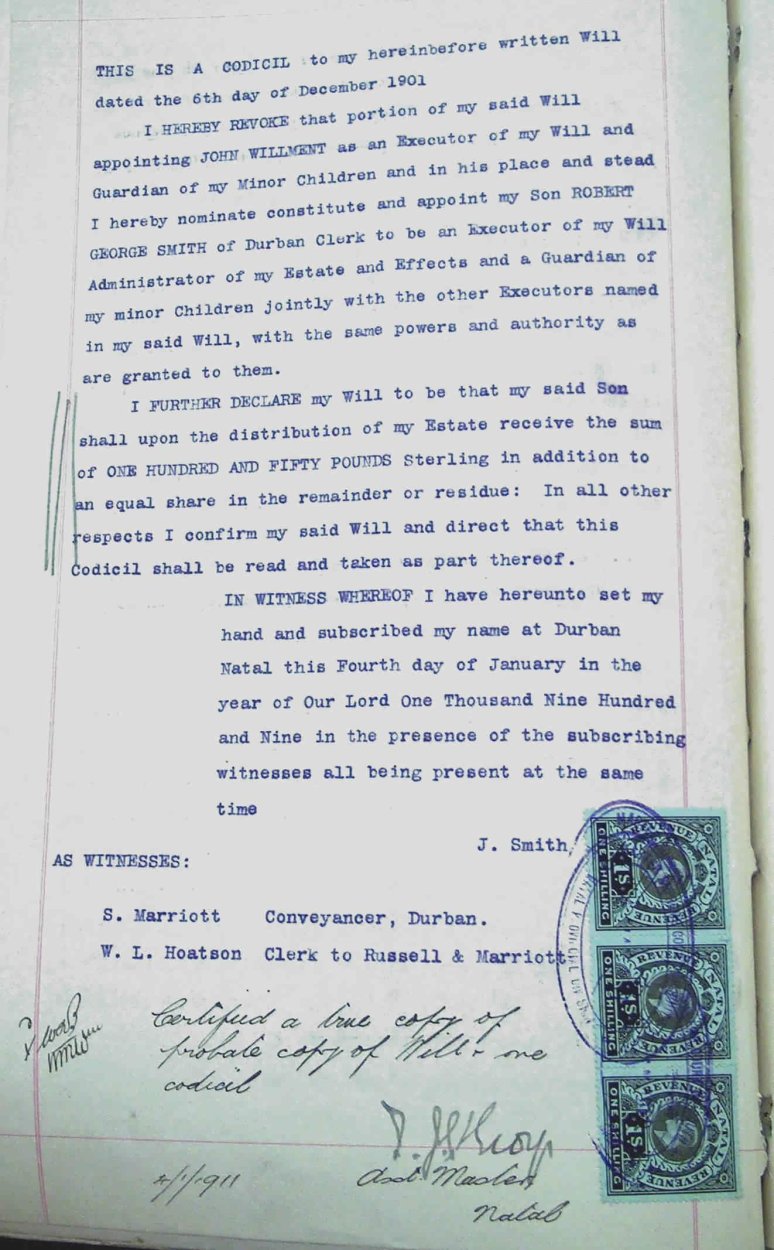 THIS IS A CODICIL to my hereinbefore written Will
dated the 6th day of December 1901
I HEREBY REVOKE that portion of my said Will
appointing JOHN WILLMENT as an Executor of my Will and
Guardian of my Minor Children and in his place and stead
I hereby nominate constitute and appoint my Son ROBERT
GEORGE SMITH of Durban Clerk to be an Executor of my Will
Administrator of my Estate and Effects and a Guardian of
my minor Children jointly with the other Executors named
in my said Will, with the same powers and authority as
are granted to them.
I FURTHER DECLARE my Will to be that my said Son
shall upon the distribution of my Estate receive the sum
of ONE HUNDRED AND FIFTY POUNDS Sterling in addition to
an equal share in the remainder or residue: In all other
respects I confirm my said Will and direct that this
Codicil shall be read and taken as part thereof.
IN WITNESS WHEREOF I have hereunto set my
hand and subscribed my name at Durban
Natal this Fourth day of January in the
year of Our Lord One Thousand Nine Hundred
and Nine in the presence of the subscribing
witnesses all being present at the same
time
J. Smith
AS WITNESSES:
S. Marriott Conveyancer, Durban.
W. L. Hoatson Clerk to Russell & Marriott
Certified a true copy of
probate copy of Will & one
codicil
Asst. Master
Natal
NATAL REVENUE
REVENUE
1S
ONE SHILLING
NATAL REVENUE
REVENUE
1S
ONE SHILLING
NATAL REVENUE
REVENUE
1S
ONE SHILLING